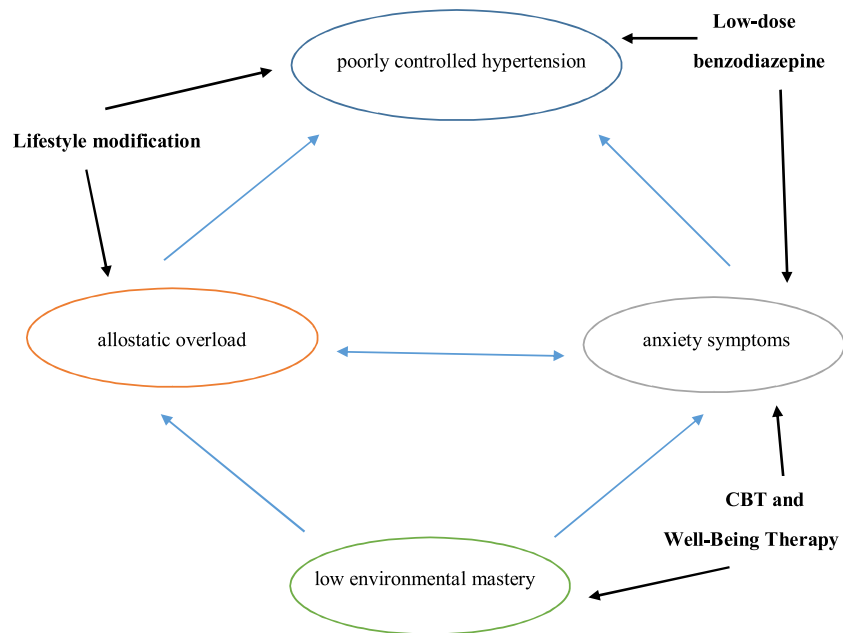 Low-dose
benzodiazepine
poorly controlled hypertension
Lifestyle modification
allostatic overload
anxiety symptoms
CBT and
Well-Being Therapy
low environmental mastery